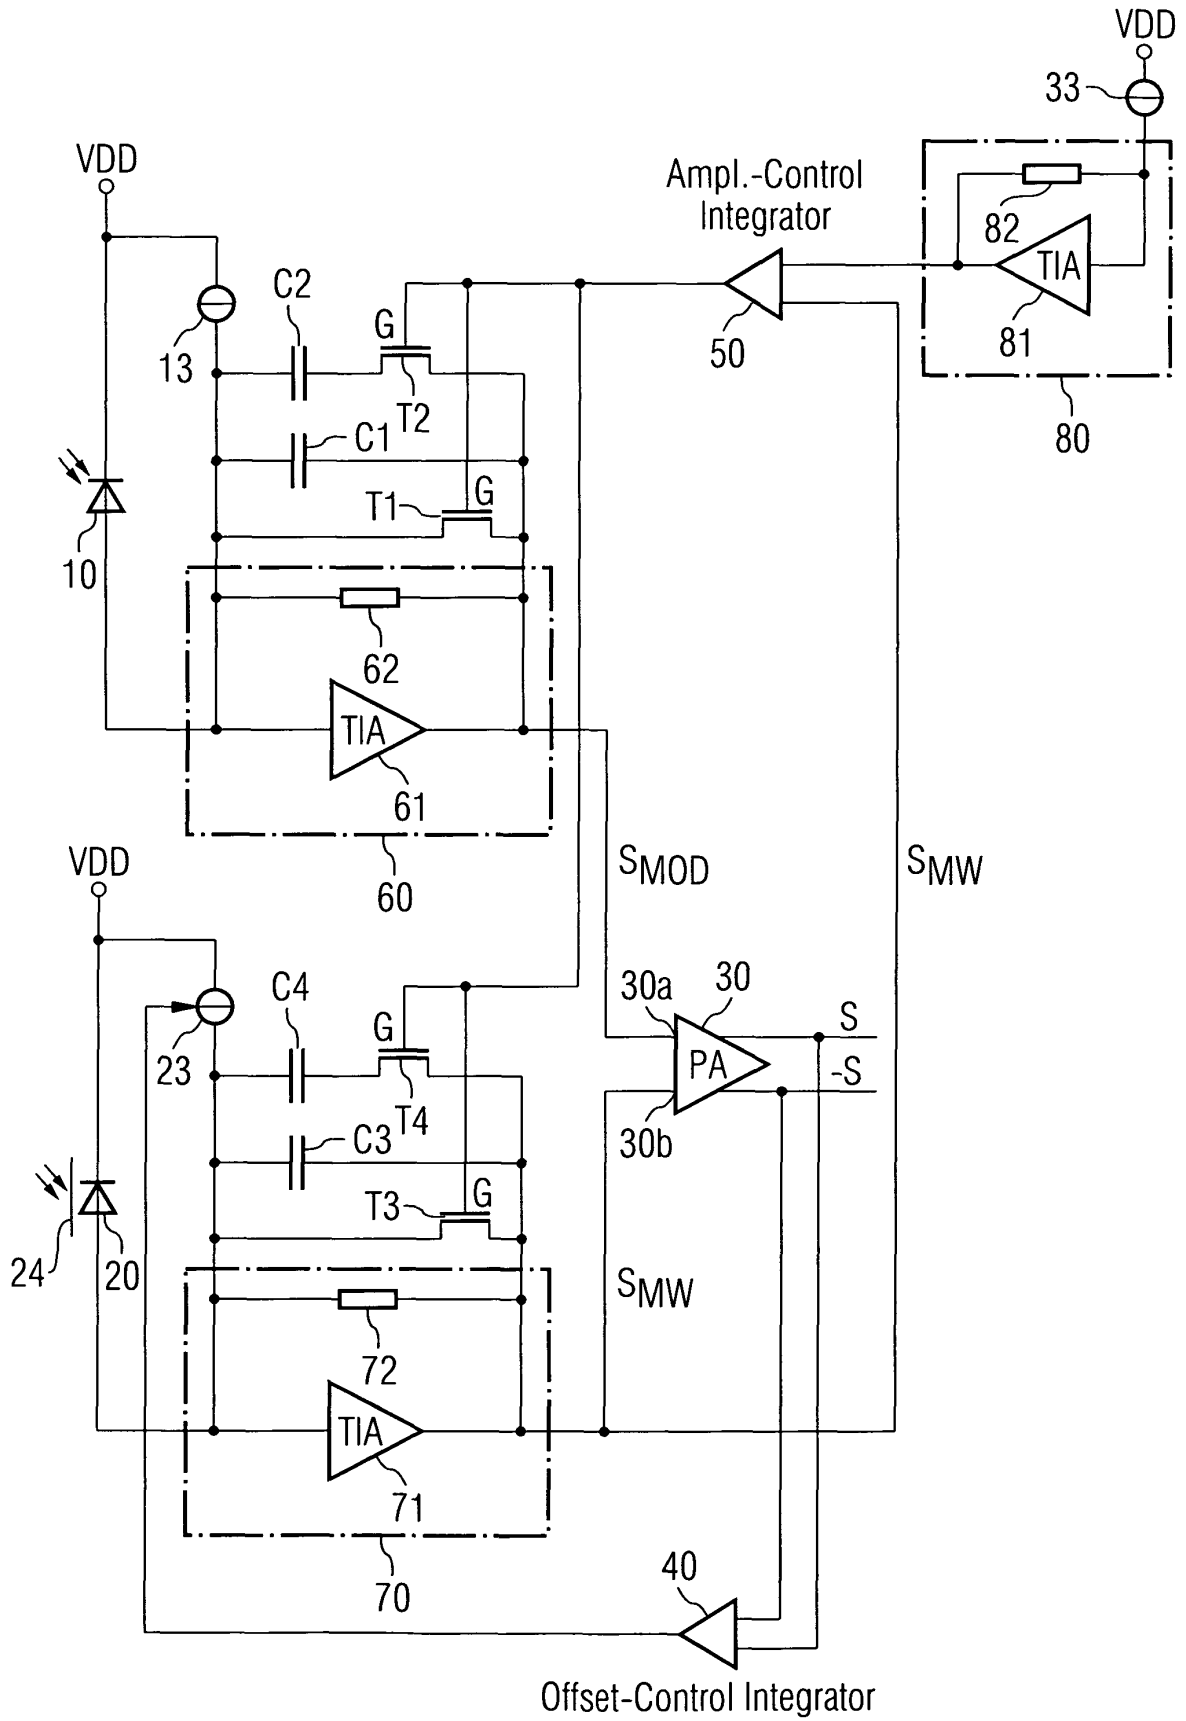 VDD
33
VDD
Ampl.-Control
Integrator
82
TIA
C2
G
13
50
81
T2
80
C1
T1
G
10
62
TIA
61
VDD
60
SMOD
SMW
C4
30a
30
S
G
23
PA
-S
T4
30b
C3
T3
G
24
20
SMW
72
TIA
71
40
70
Offset-Control Integrator